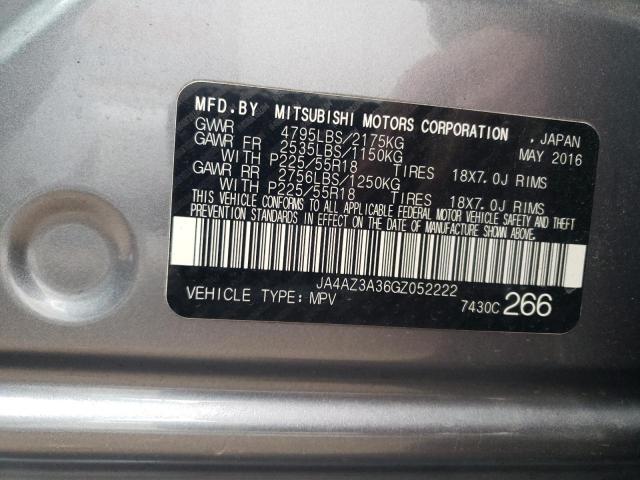 MFD.BY MITSUBISHI MOTORS CORPORATION , JAPAN
GVWR 4795LBS/2175KG MAY 2016
GAWR FR 2535LBS/1150KG
WITH P225/55R18 TIRES 18X7.0J RIMS
GAWR RR 2756LBS/1250KG
WITH P225/55R18 TIRES 18X7.0J RIMS
THIS VEHICLE CONFORMS TO ALL APPLICABLE FEDERAL MOTOR VEHICLE SAFETY AND THEFT
PREVENTION STANDARDS IN EFFECT ON THE DATE OF MANUFACTURE SHOWN ABOVE.
JA4AZ3A36GZ052222
VEHICLE TYPE: MPV 7430C 266